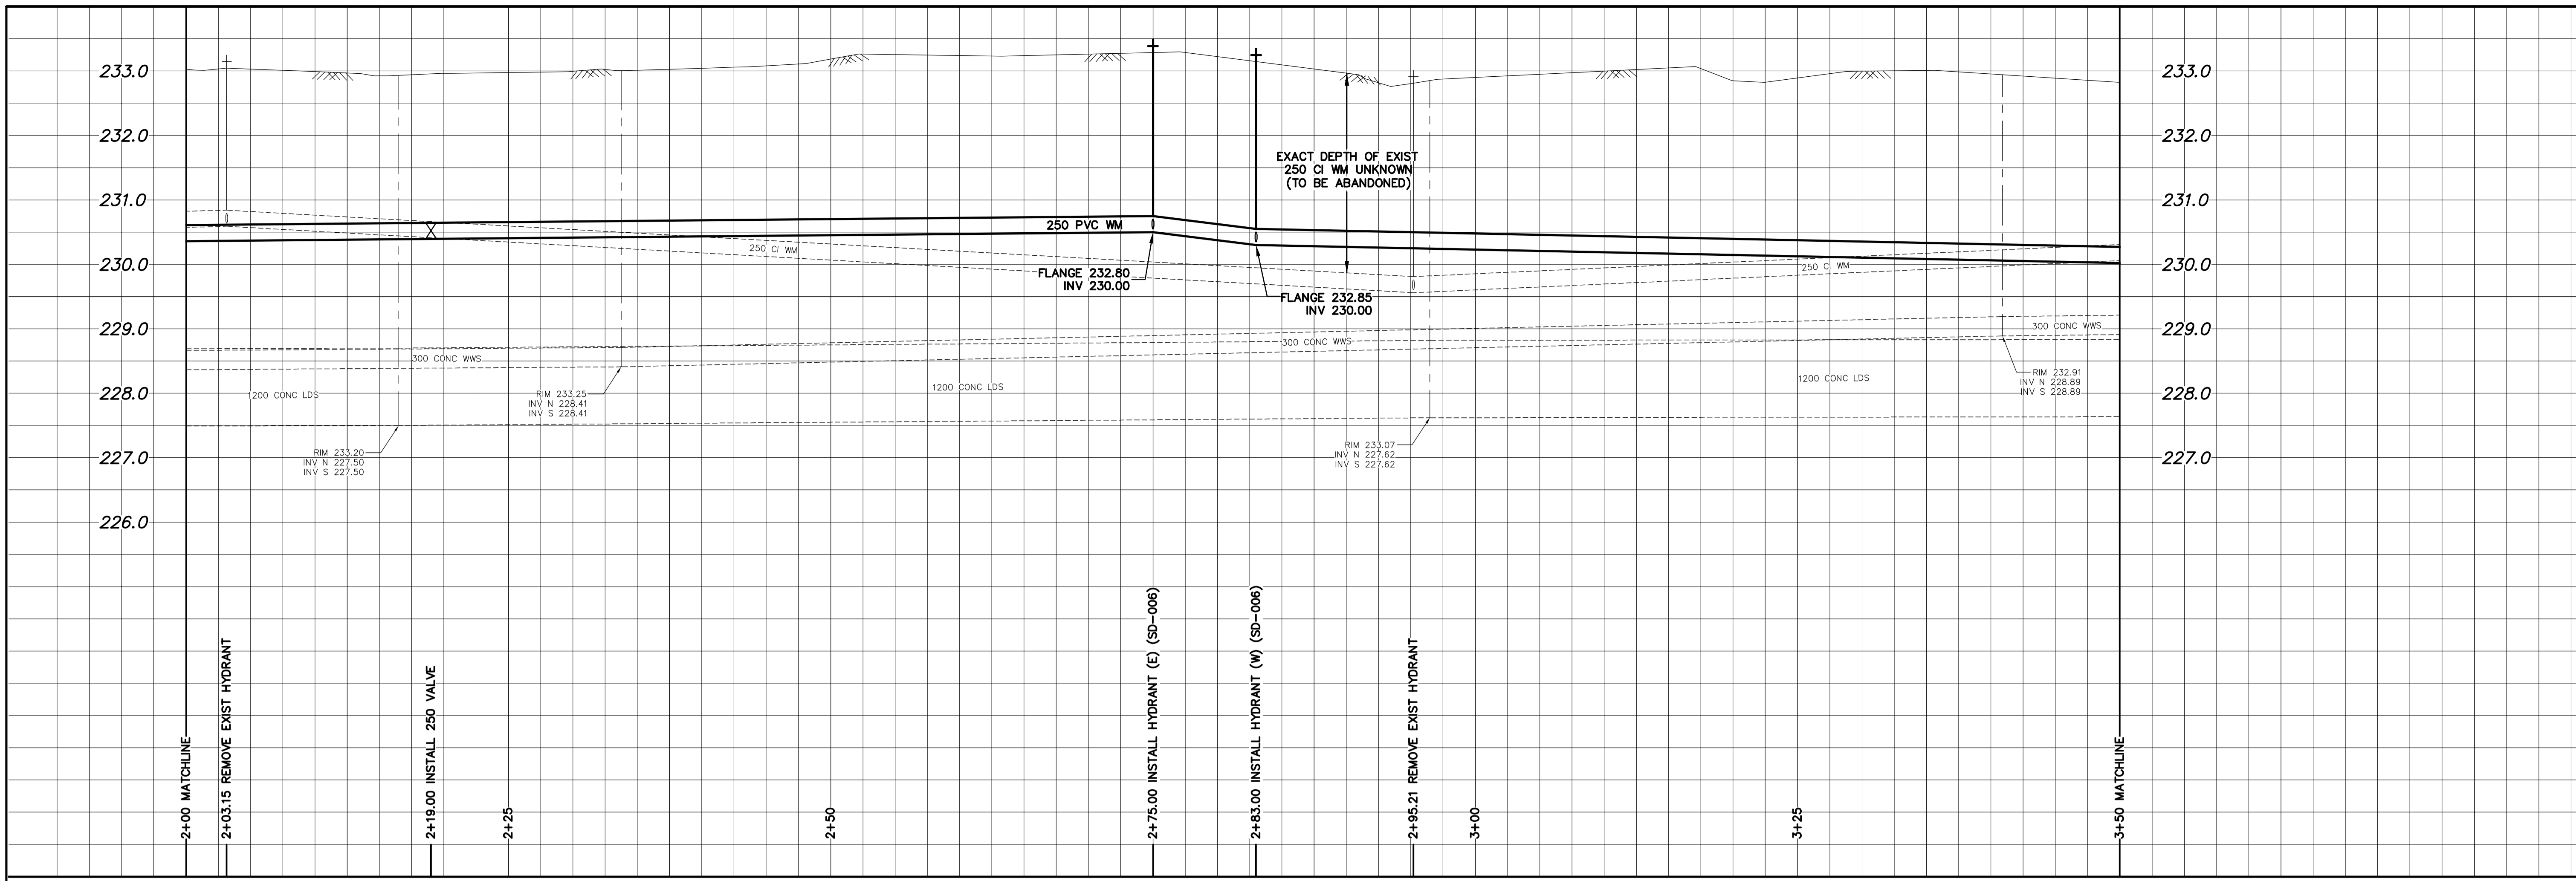 233.0
232.0
231.0
230.0
229.0
228.0
227.0
226.0
233.0
232.0
231.0
230.0
229.0
228.0
227.0
EXACT DEPTH OF EXIST
250 CI WM UNKNOWN
(TO BE ABANDONED)
250 PVC WM
250 CI WM
250 CI WM
FLANGE 232.80
INV 230.00
FLANGE 232.85
INV 230.00
300 CONC WWS
300 CONC WWS
300 CONC WWS
1200 CONC LDS
1200 CONC LDS
1200 CONC LDS
RIM 233.20
INV N 227.50
INV S 227.50
RIM 233.25
INV N 228.41
INV S 228.41
RIM 233.07
INV N 227.62
INV S 227.62
RIM 232.91
INV N 228.89
INV S 228.89
2+00 MATCHLINE
2+03.15 REMOVE EXIST HYDRANT
2+19.00 INSTALL 250 VALVE
2+25
2+50
2+75.00 INSTALL HYDRANT (E) (SD-006)
2+83.00 INSTALL HYDRANT (W) (SD-006)
2+95.21 REMOVE EXIST HYDRANT
3+00
3+25
3+50 MATCHLINE